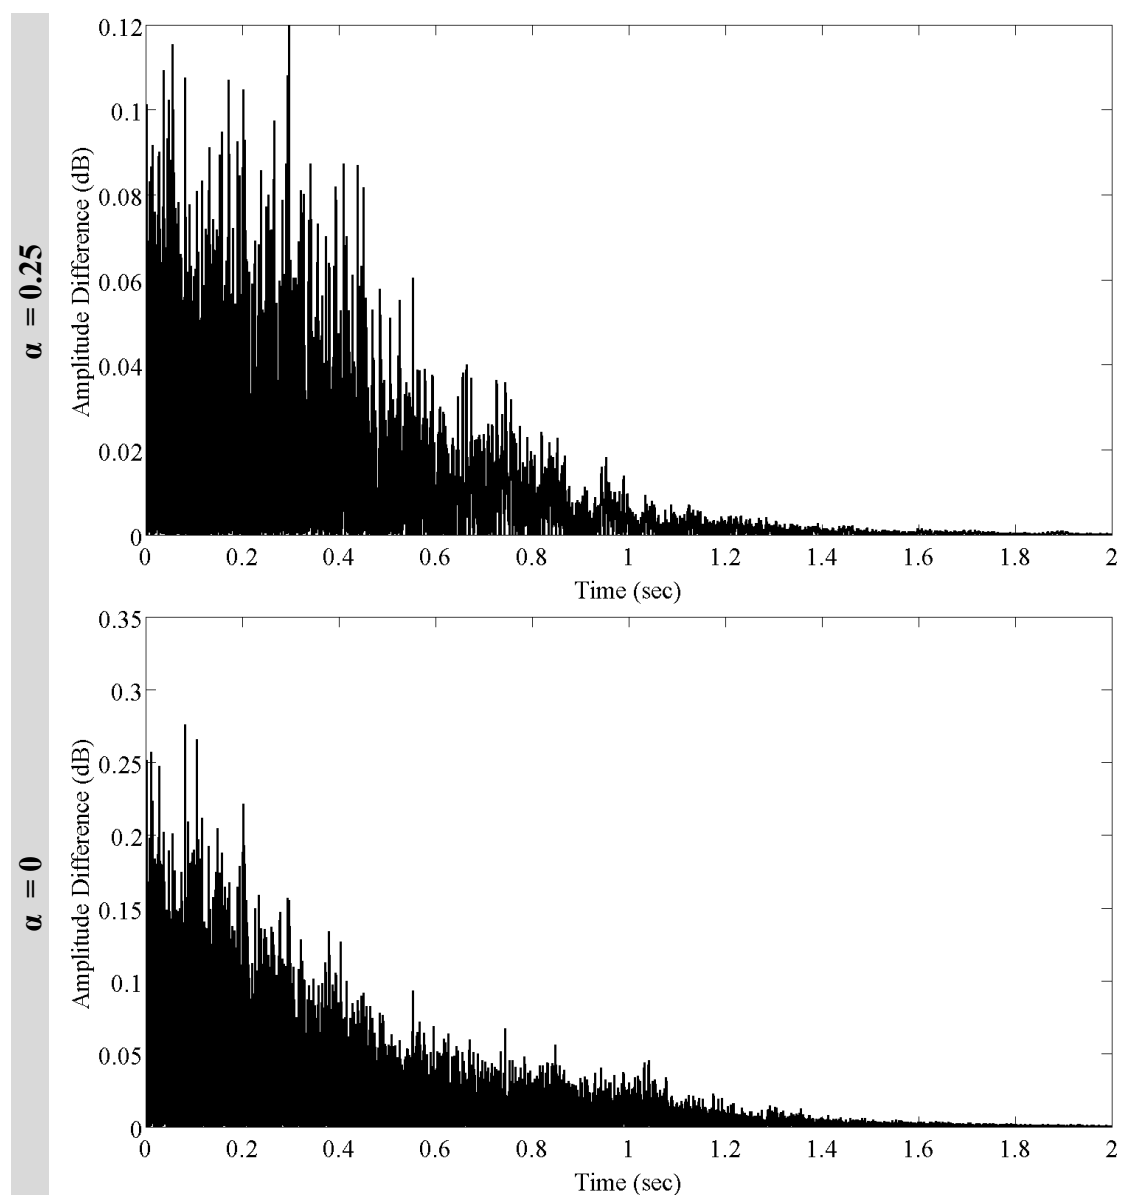 α = 0.25
Amplitude Difference (dB)
0.12
0.1
0.08
0.06
0.04
0.02
0
0 0.2 0.4 0.6 0.8 1 1.2 1.4 1.6 1.8 2
Time (sec)
α = 0
Amplitude Difference (dB)
0.35
0.3
0.25
0.2
0.15
0.1
0.05
0
0 0.2 0.4 0.6 0.8 1 1.2 1.4 1.6 1.8 2
Time (sec)